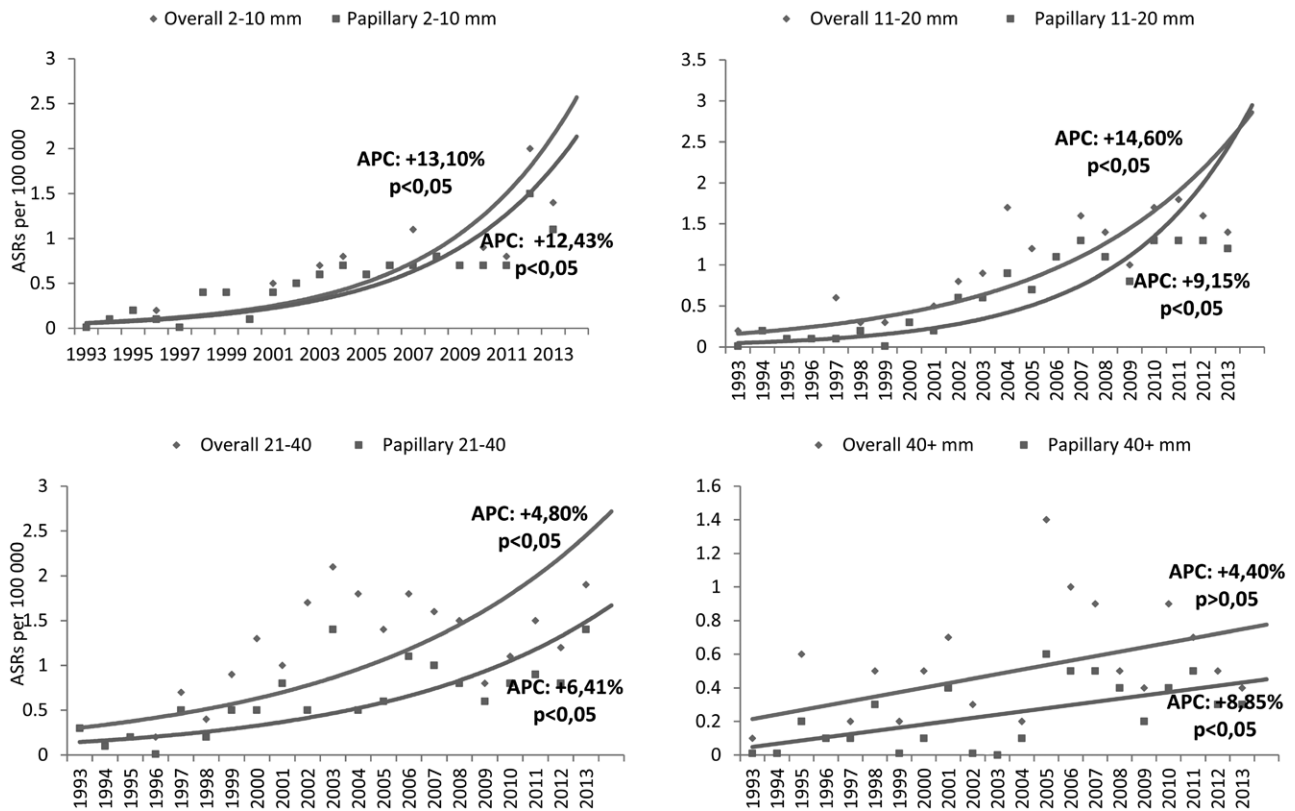 Overall 2-10 mm Papillary 2-10 mm
ASRs per 100 000
3
2.5
2
1.5
1
0.5
0
APC: +13,10%
p<0,05
APC: +12,43%
p<0,05
1993 1995 1997 1999 2001 2003 2005 2007 2009 2011 2013
Overall 11-20 mm Papillary 11-20 mm
3.5
3
2.5
2
1.5
1
0.5
0
APC: +14,60%
p<0,05
APC: +9,15%
p<0,05
1993 1994 1995 1996 1997 1998 1999 2000 2001 2002 2003 2004 2005 2006 2007 2008 2009 2010 2011 2012 2013
Overall 21-40 Papillary 21-40
ASRs per 100 000
3
2.5
2
1.5
1
0.5
0
APC: +4,80%
p<0,05
APC: +6,41%
p<0,05
1993 1994 1995 1996 1997 1998 1999 2000 2001 2002 2003 2004 2005 2006 2007 2008 2009 2010 2011 2012 2013
Overall 40+ mm Papillary 40+ mm
1.6
1.4
1.2
1
0.8
0.6
0.4
0.2
0
APC: +4,40%
p>0,05
APC: +8,85%
p<0,05
1993 1994 1995 1996 1997 1998 1999 2000 2001 2002 2003 2004 2005 2006 2007 2008 2009 2010 2011 2012 2013